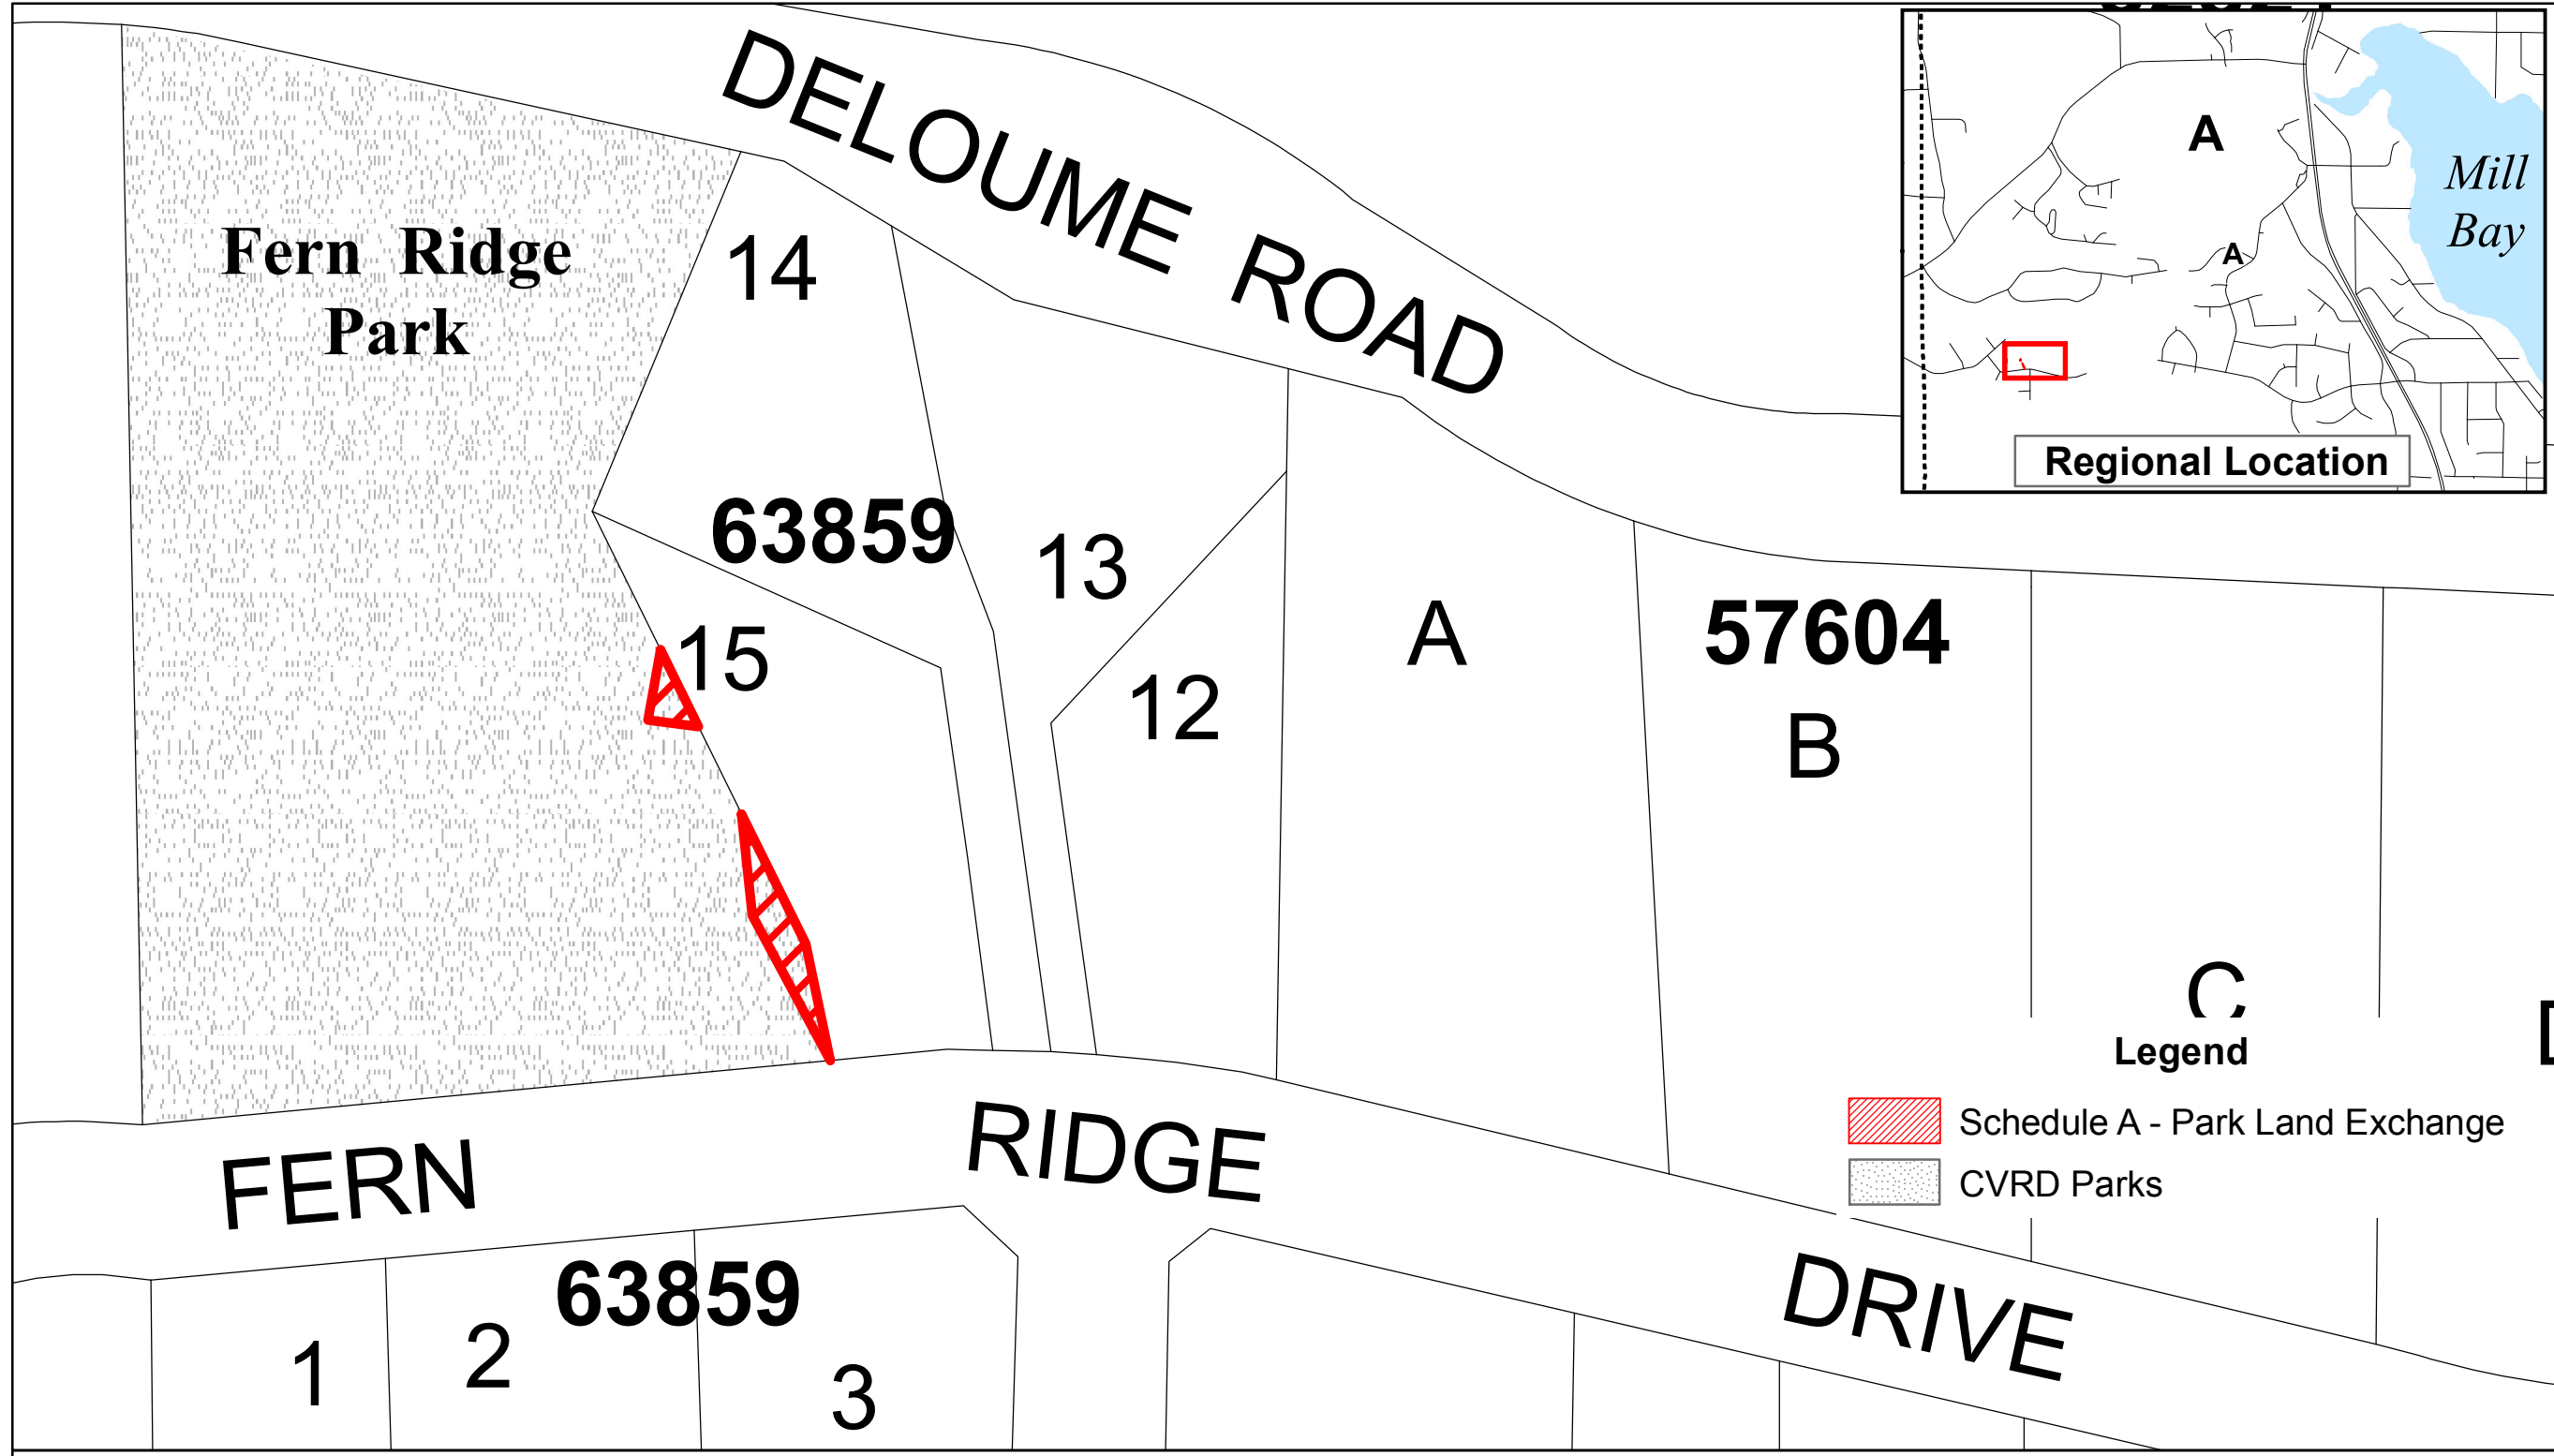 DELOUME ROAD
Fern Ridge
Park
14
63859
13
15
12
A
57604
B
C
A
A
Mill
Bay
Regional Location
Legend
Schedule A - Park Land Exchange
CVRD Parks
FERN RIDGE DRIVE
63859
1
2
3